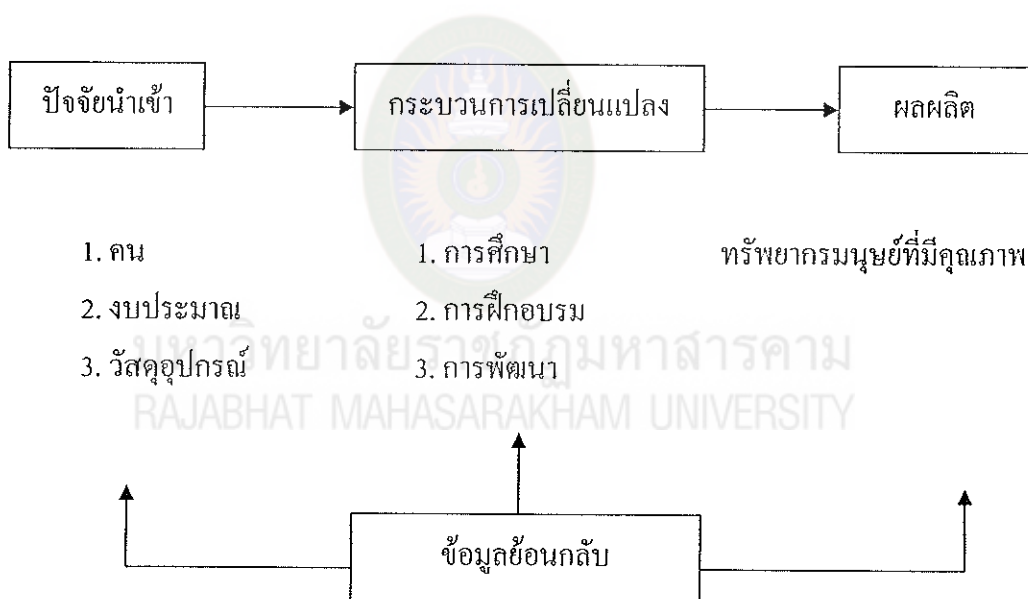 ปัจจัยนำเข้า
กระบวนการเปลี่ยนแปลง
ผลผลิต
1. คน
2. งบประมาณ
3. วัสดุอุปกรณ์
1. การศึกษา
2. การฝึกอบรม
3. การพัฒนา
ทรัพยากรมนุษย์ที่มีคุณภาพ
มหาวิทยาลัยราชภัฏมหาสารคาม
RAJABHAT MAHASARAKHAM UNIVERSITY
ข้อมูลย้อนกลับ